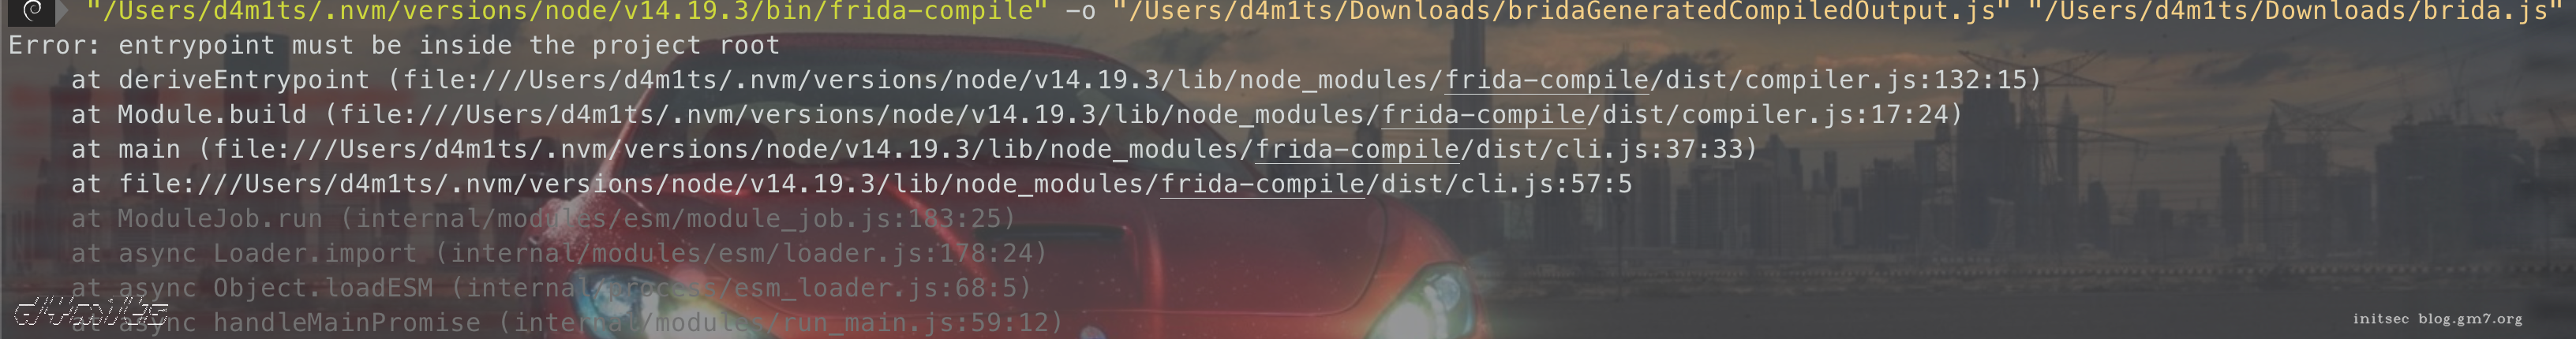 "/Users/d4m1ts/.nvm/versions/node/v14.19.3/bin/frida-compile" -o "/Users/d4m1ts/Downloads/bridaGeneratedCompiledOutput.js" "/Users/d4m1ts/Downloads/brida.js"
Error: entrypoint must be inside the project root
    at deriveEntrypoint (file:///Users/d4m1ts/.nvm/versions/node/v14.19.3/lib/node_modules/frida-compile/dist/compiler.js:132:15)
    at Module.build (file:///Users/d4m1ts/.nvm/versions/node/v14.19.3/lib/node_modules/frida-compile/dist/compiler.js:17:24)
    at main (file:///Users/d4m1ts/.nvm/versions/node/v14.19.3/lib/node_modules/frida-compile/dist/cli.js:37:33)
    at file:///Users/d4m1ts/.nvm/versions/node/v14.19.3/lib/node_modules/frida-compile/dist/cli.js:57:5
    at ModuleJob.run (internal/modules/esm/module_job.js:183:25)
    at async Loader.import (internal/modules/esm/loader.js:178:24)
    at async Object.loadESM (internal/process/esm_loader.js:68:5)
    at async handleMainPromise (internal/modules/run_main.js:59:12)
d4m1ts
initsec blog.gm7.org